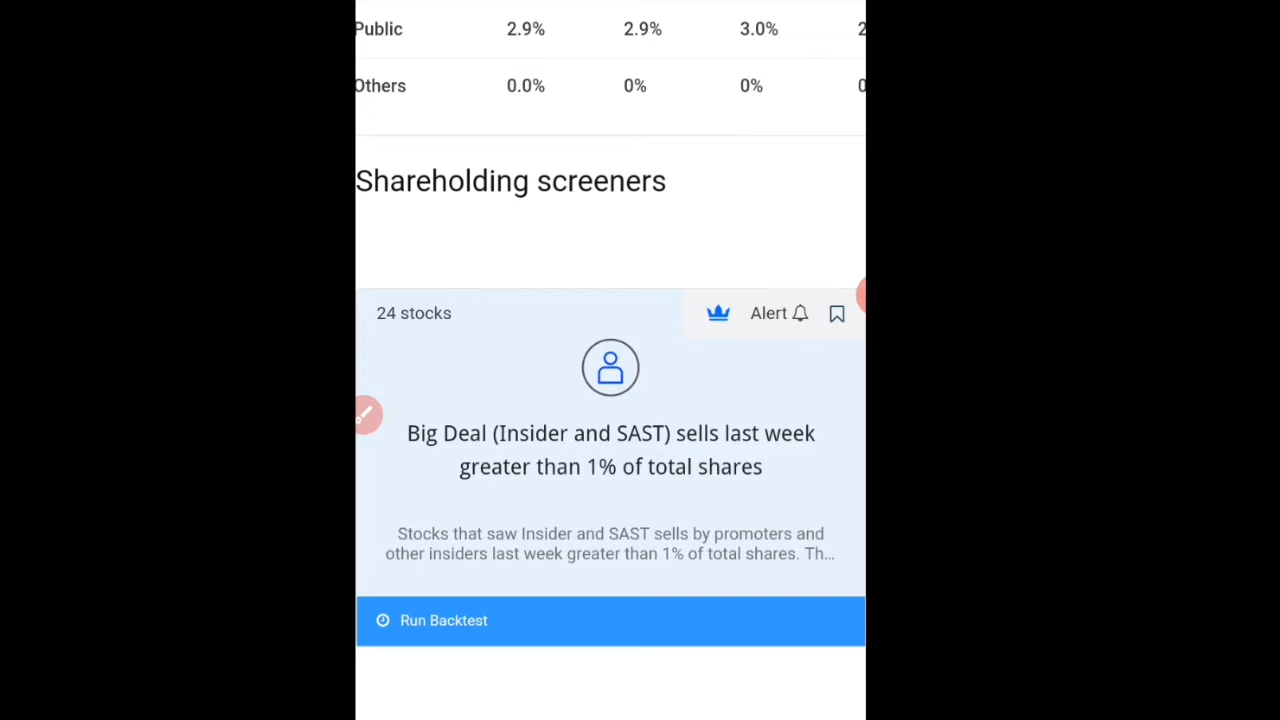 Public 2.9% 2.9% 3.0% 2
Others 0.0% 0% 0% 0
Shareholding screeners
24 stocks Alert
Big Deal (Insider and SAST) sells last week
greater than 1% of total shares
Stocks that saw Insider and SAST sells by promoters and
other insiders last week greater than 1% of total shares. Th...
Run Backtest